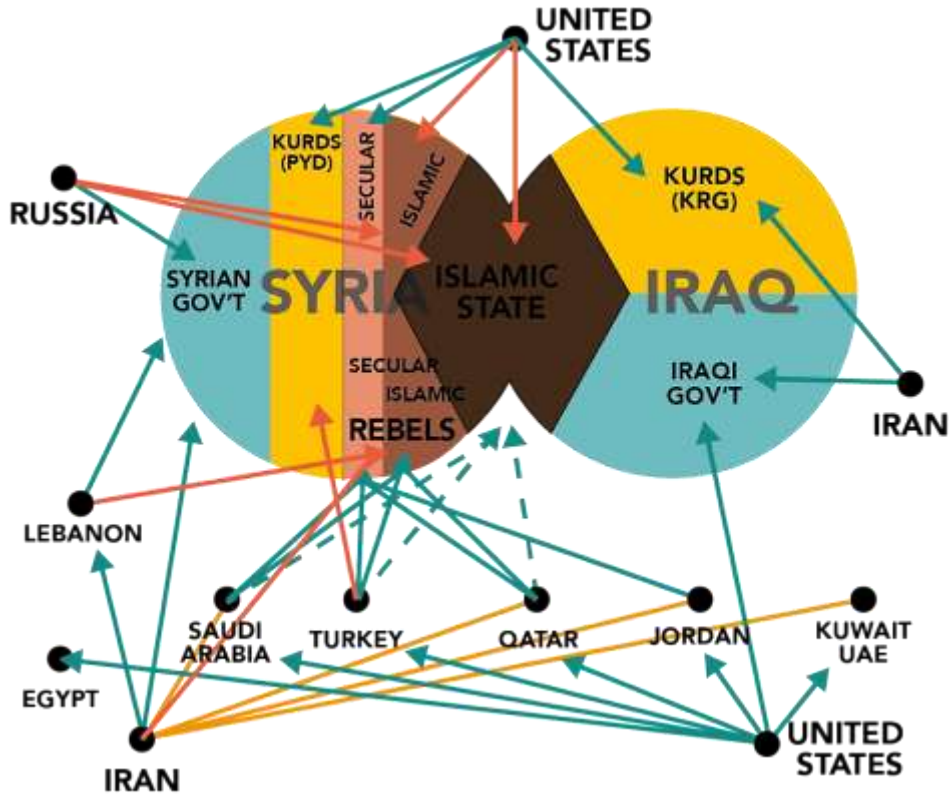 UNITED
STATES
KURDS
(PYD)
SECULAR
ISLAMIC
KURDS
(KRG)
RUSSIA
SYRIAN
GOV'T
SYRIA
ISLAMIC
STATE
IRAQ
SECULAR
ISLAMIC
REBELS
IRAQI
GOV'T
IRAN
LEBANON
SAUDI
ARABIA
TURKEY
QATAR
JORDAN
KUWAIT
UAE
EGYPT
IRAN
UNITED
STATES